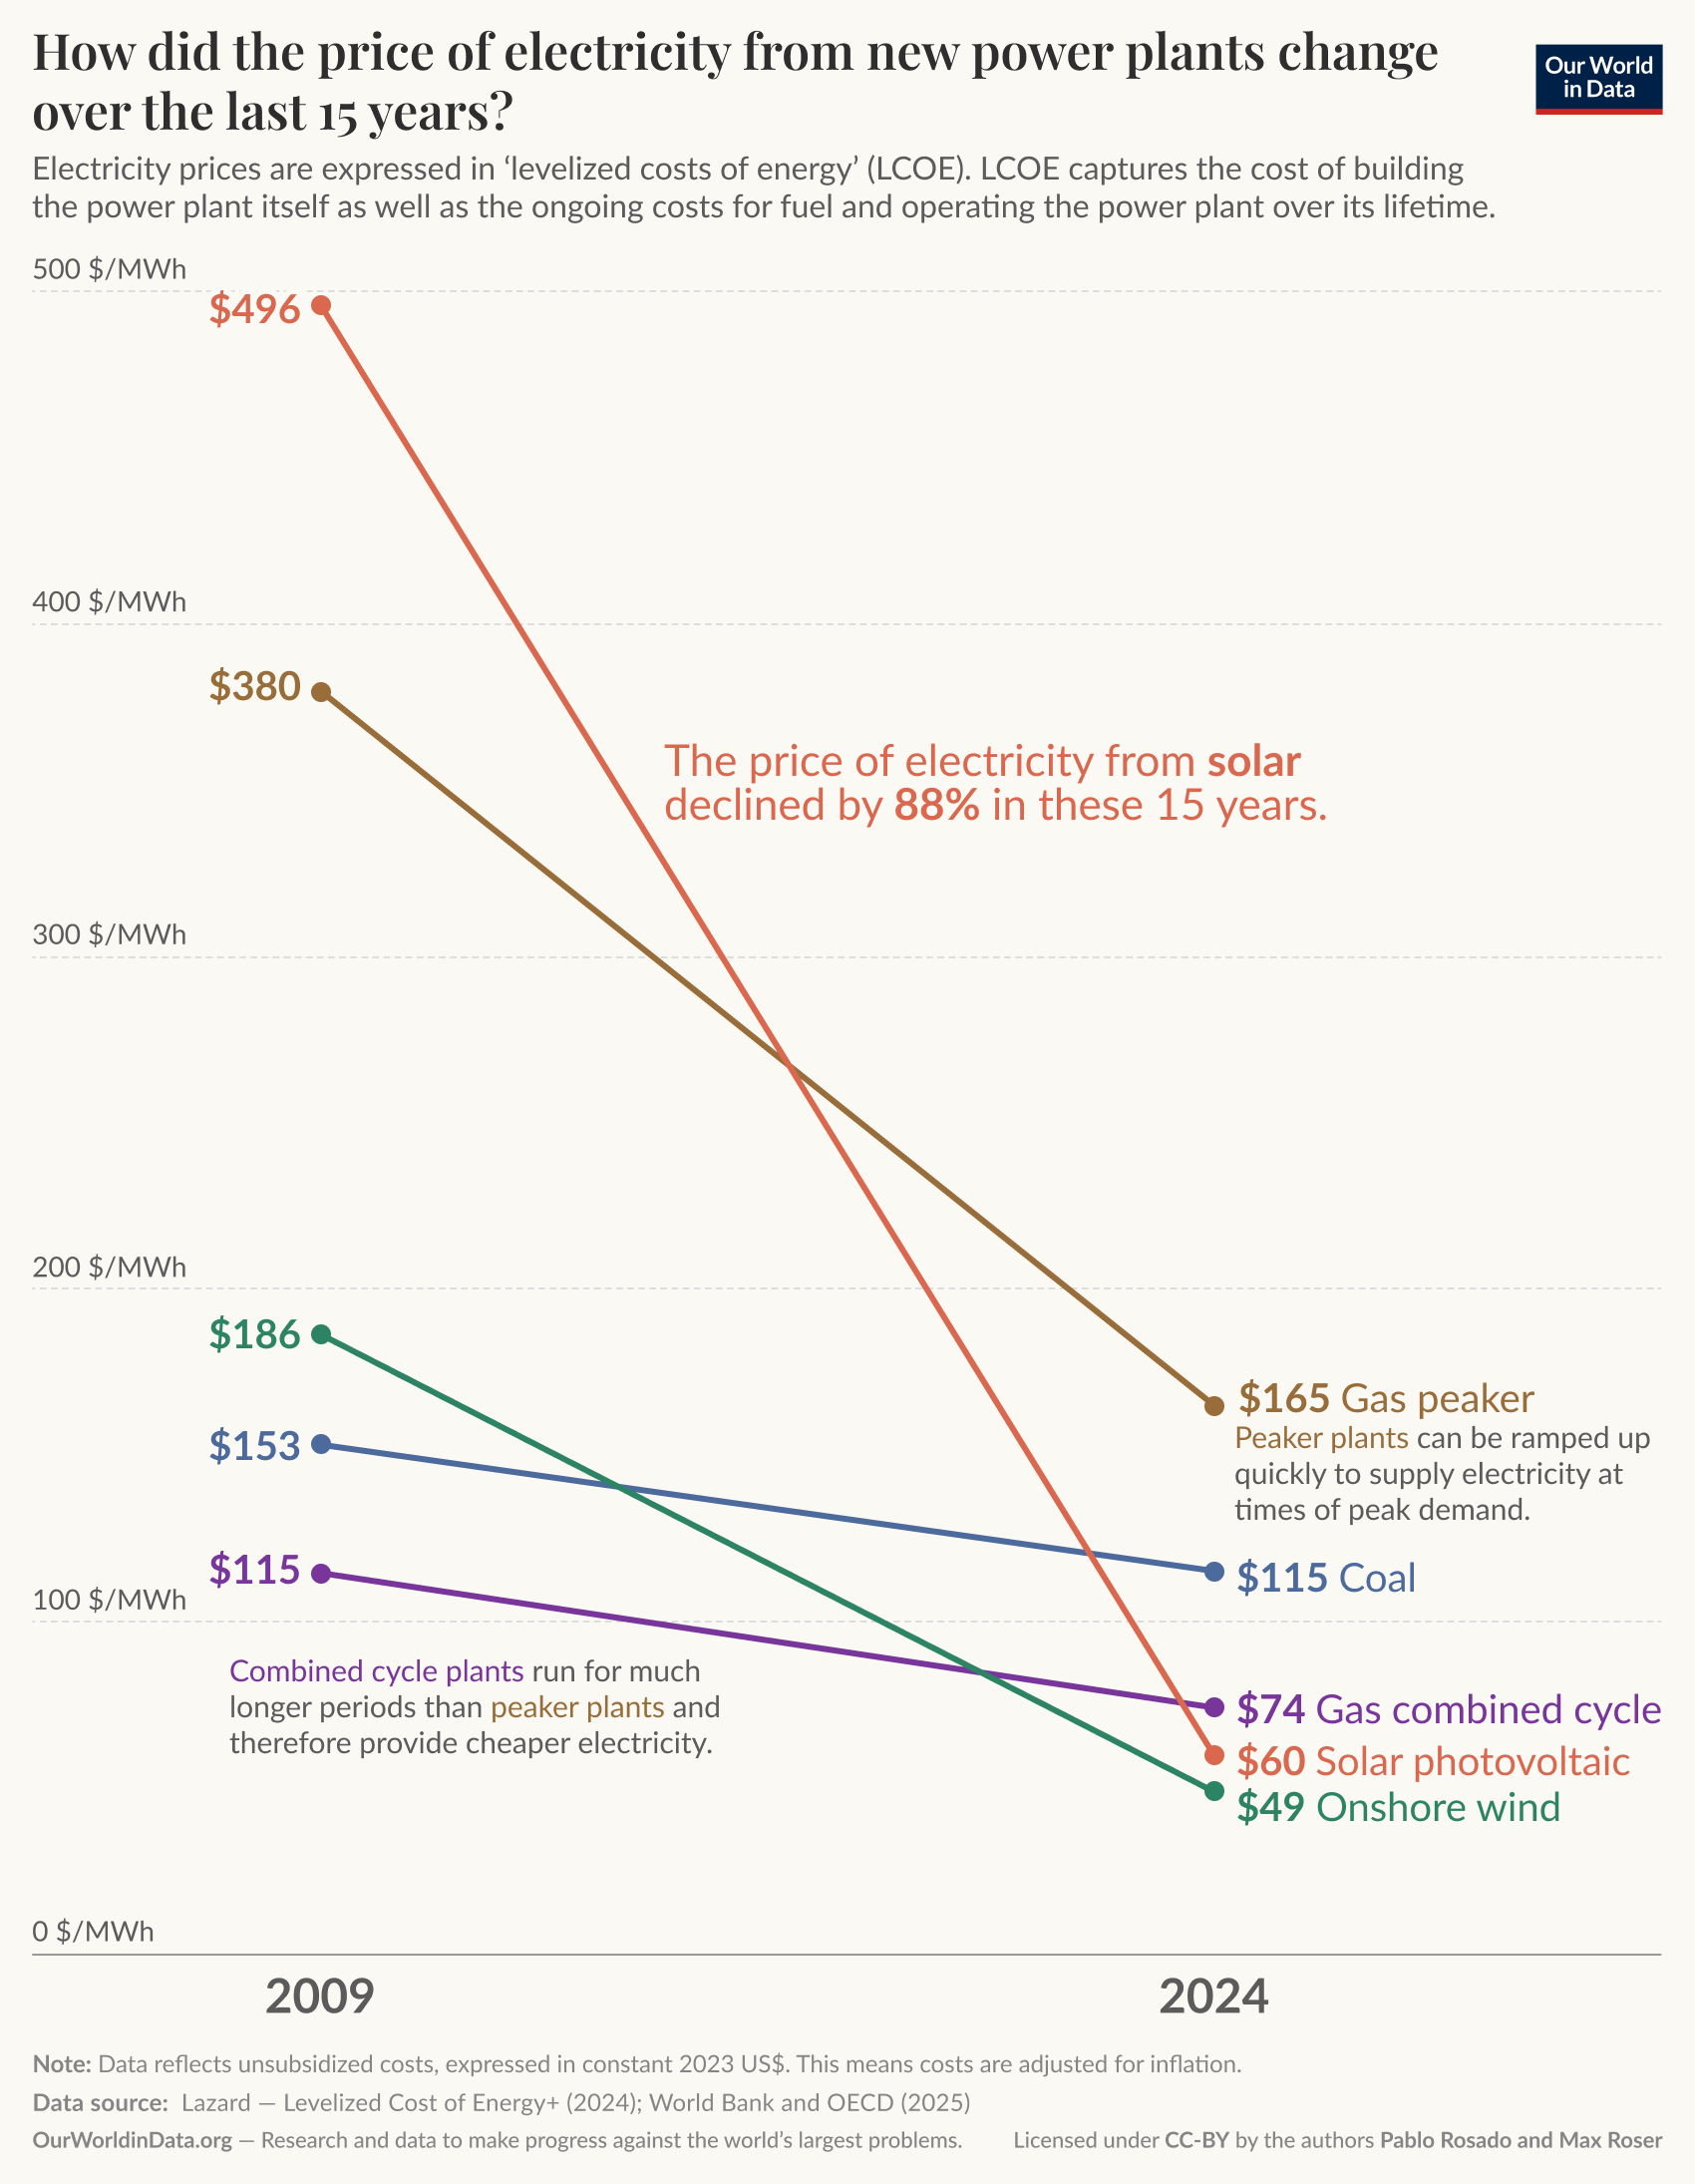 How did the price of electricity from new power plants change
over the last 15 years?
Our World
in Data
Electricity prices are expressed in ‘levelized costs of energy’ (LCOE). LCOE captures the cost of building
the power plant itself as well as the ongoing costs for fuel and operating the power plant over its lifetime.
500 $/MWh
$496
400 $/MWh
$380
The price of electricity from solar
declined by 88% in these 15 years.
300 $/MWh
200 $/MWh
$186
$165 Gas peaker
Peaker plants can be ramped up
quickly to supply electricity at
times of peak demand.
$153
$115
$115 Coal
100 $/MWh
Combined cycle plants run for much
longer periods than peaker plants and
therefore provide cheaper electricity.
$74 Gas combined cycle
$60 Solar photovoltaic
$49 Onshore wind
0 $/MWh
2009
2024
Note: Data reflects unsubsidized costs, expressed in constant 2023 US$. This means costs are adjusted for inflation.
Data source: Lazard — Levelized Cost of Energy+ (2024); World Bank and OECD (2025)
OurWorldinData.org — Research and data to make progress against the world’s largest problems.
Licensed under CC-BY by the authors Pablo Rosado and Max Roser